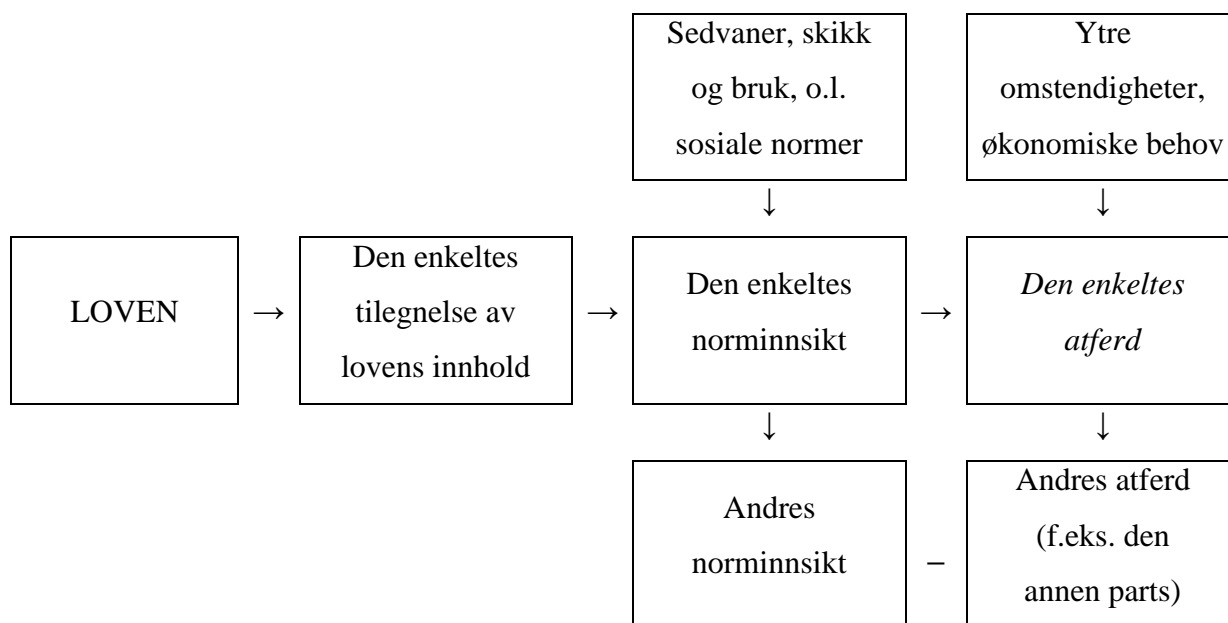 Sedvaner, skikk
og bruk, o.l.
sosiale normer
Ytre
omstendigheter,
økonomiske behov
↓
↓
LOVEN
→
Den enkeltes
tilegnelse av
lovens innhold
→
Den enkeltes
norminnsikt
→
Den enkeltes
atferd
↓
↓
Andres
norminnsikt
–
Andres atferd
(f.eks. den
annen parts)